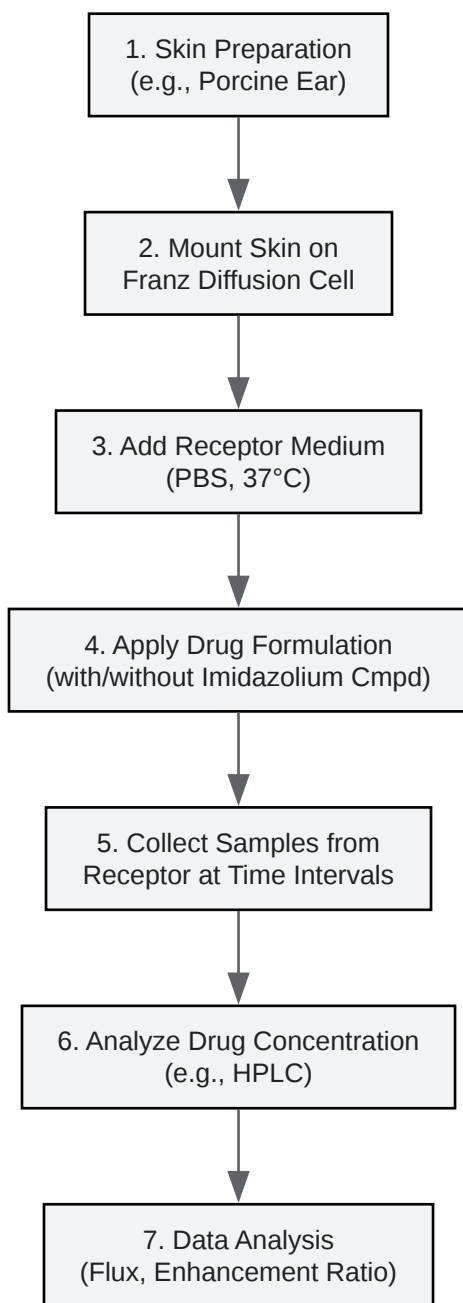 1. Skin Preparation
(e.g., Porcine Ear)
2. Mount Skin on
Franz Diffusion Cell
3. Add Receptor Medium
(PBS, 37°C)
4. Apply Drug Formulation
(with/without Imidazolium Cmpd)
5. Collect Samples from
Receptor at Time Intervals
6. Analyze Drug Concentration
(e.g., HPLC)
7. Data Analysis
(Flux, Enhancement Ratio)